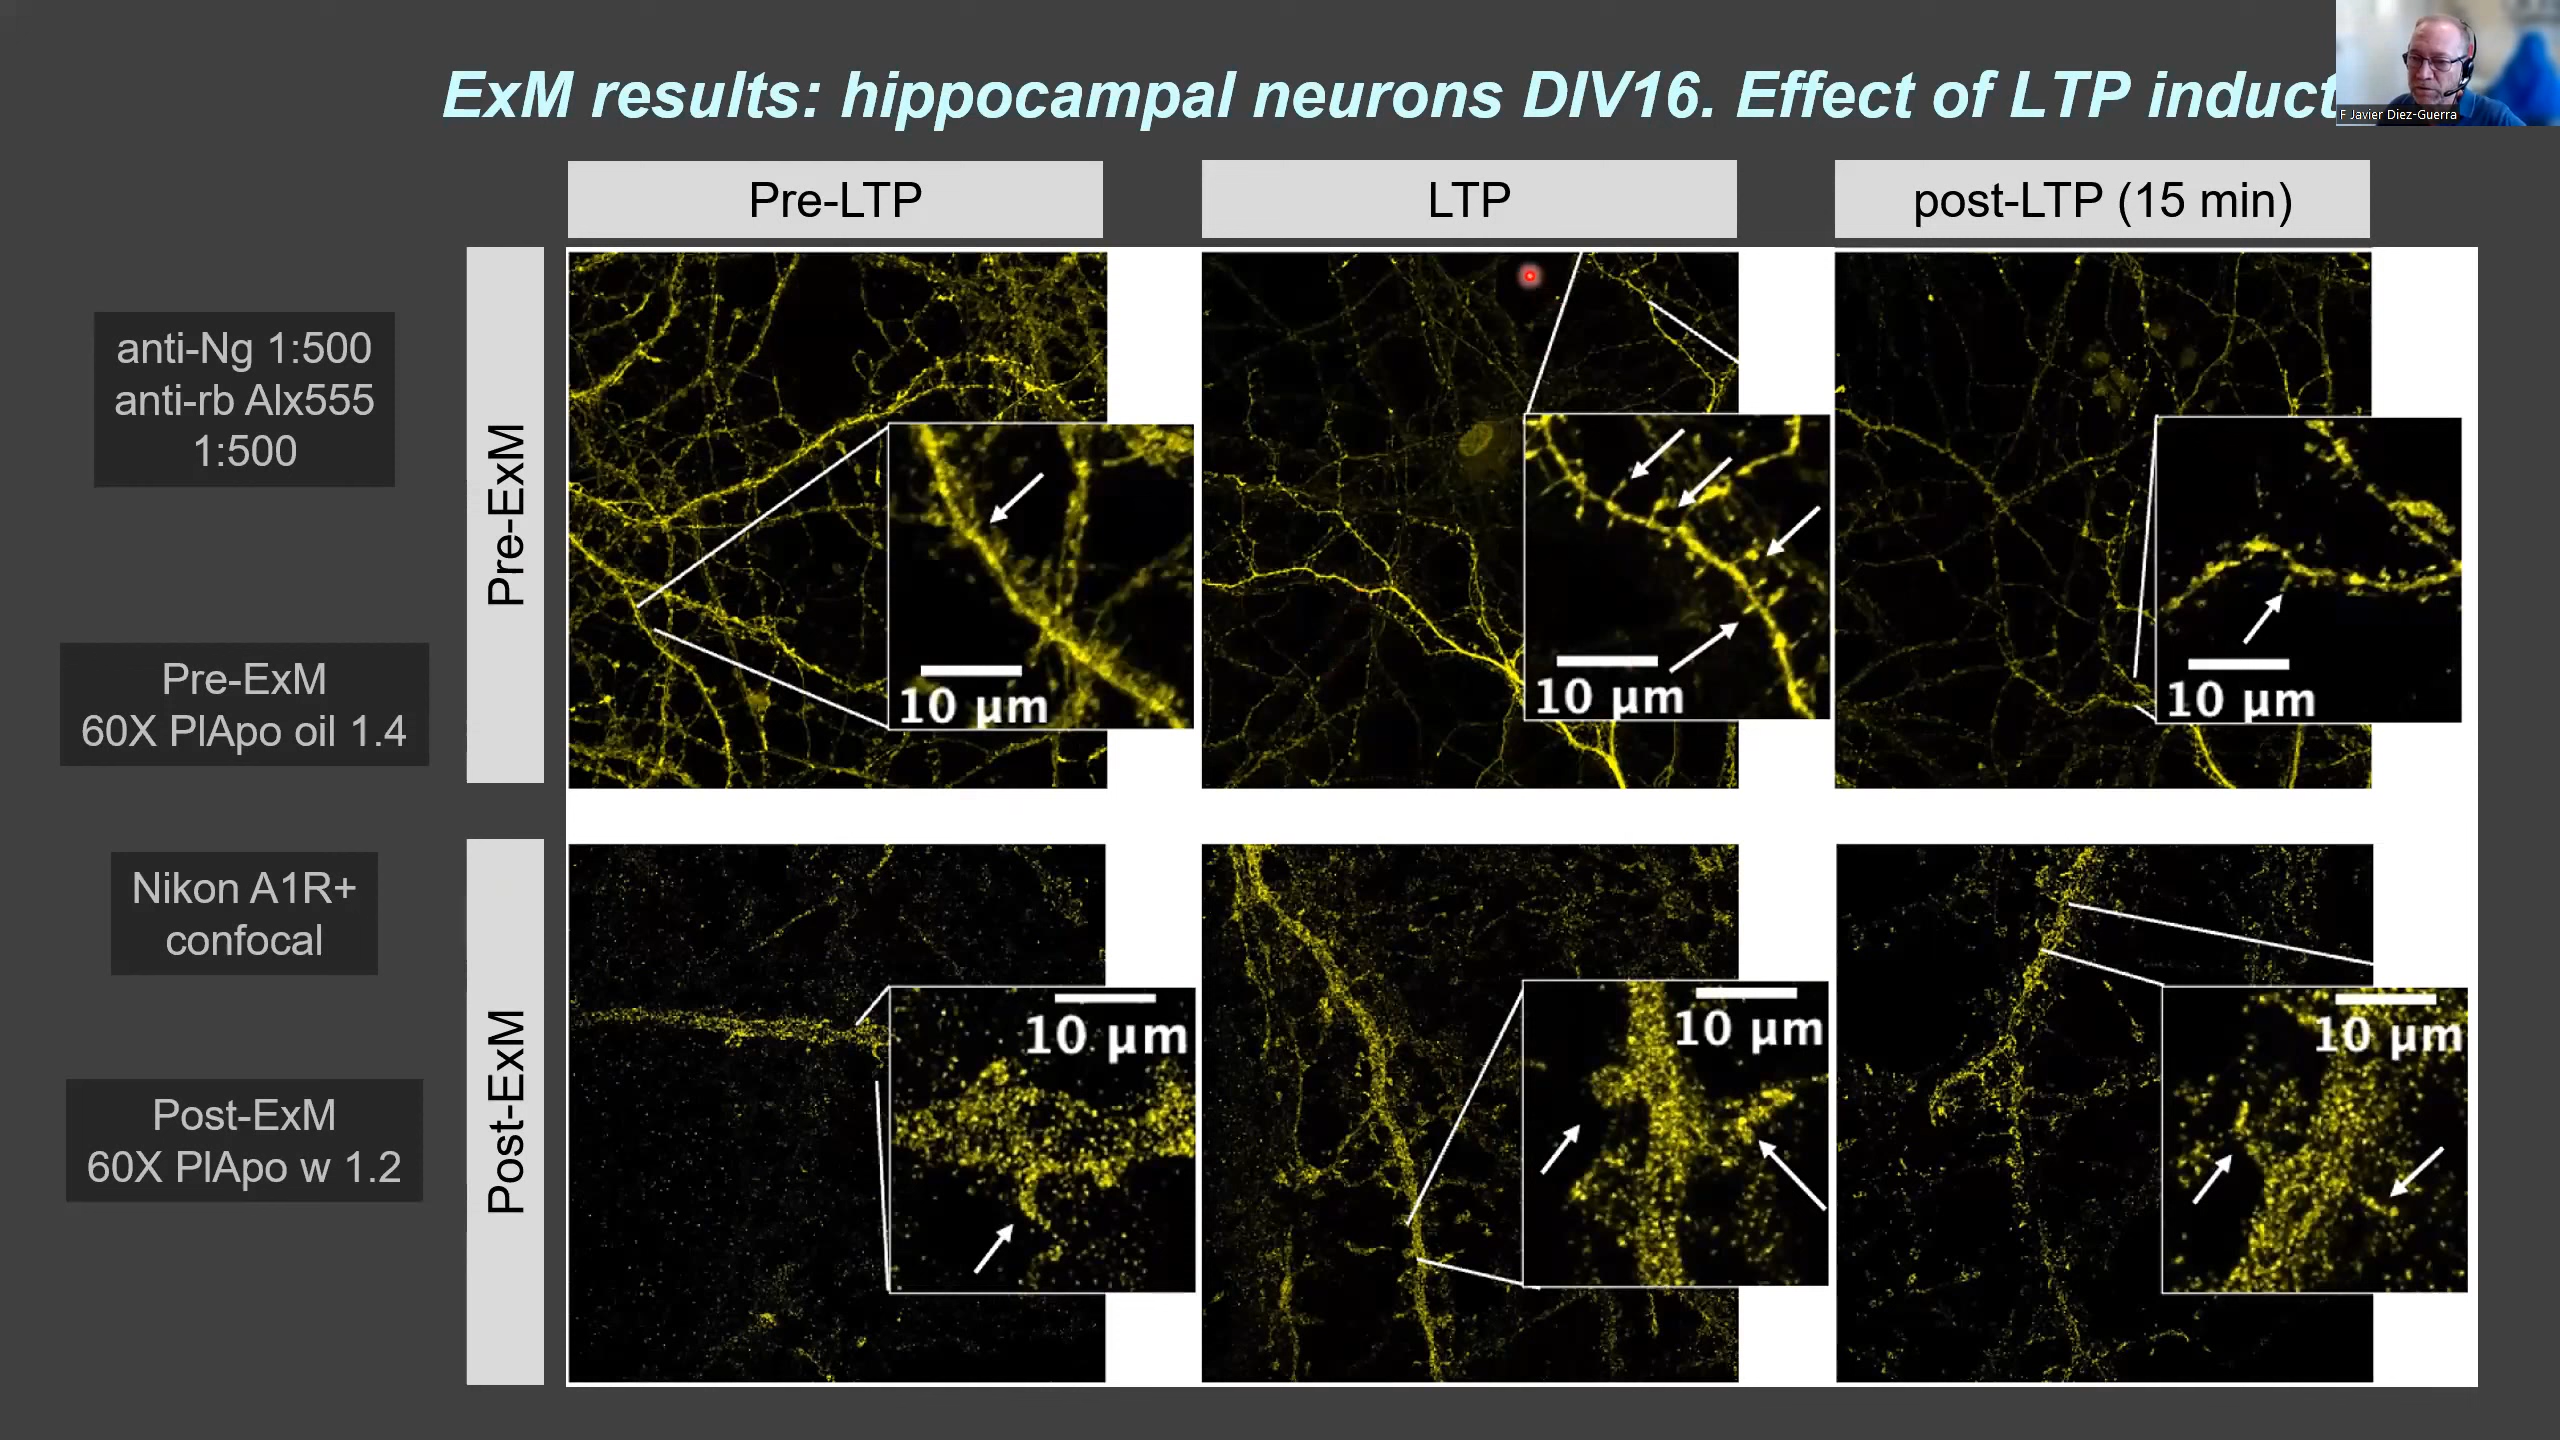 ExM results: hippocampal neurons DIV16. Effect of LTP induct
F Javier Diez-Guerra
Pre-LTP
LTP
post-LTP (15 min)
anti-Ng 1:500
anti-rb Alx555
1:500
Pre-ExM
60X PlApo oil 1.4
Nikon A1R+
confocal
Post-ExM
60X PlApo w 1.2
Pre-ExM
10 µm
10 µm
10 µm
Post-ExM
10 µm
10 µm
10 µm